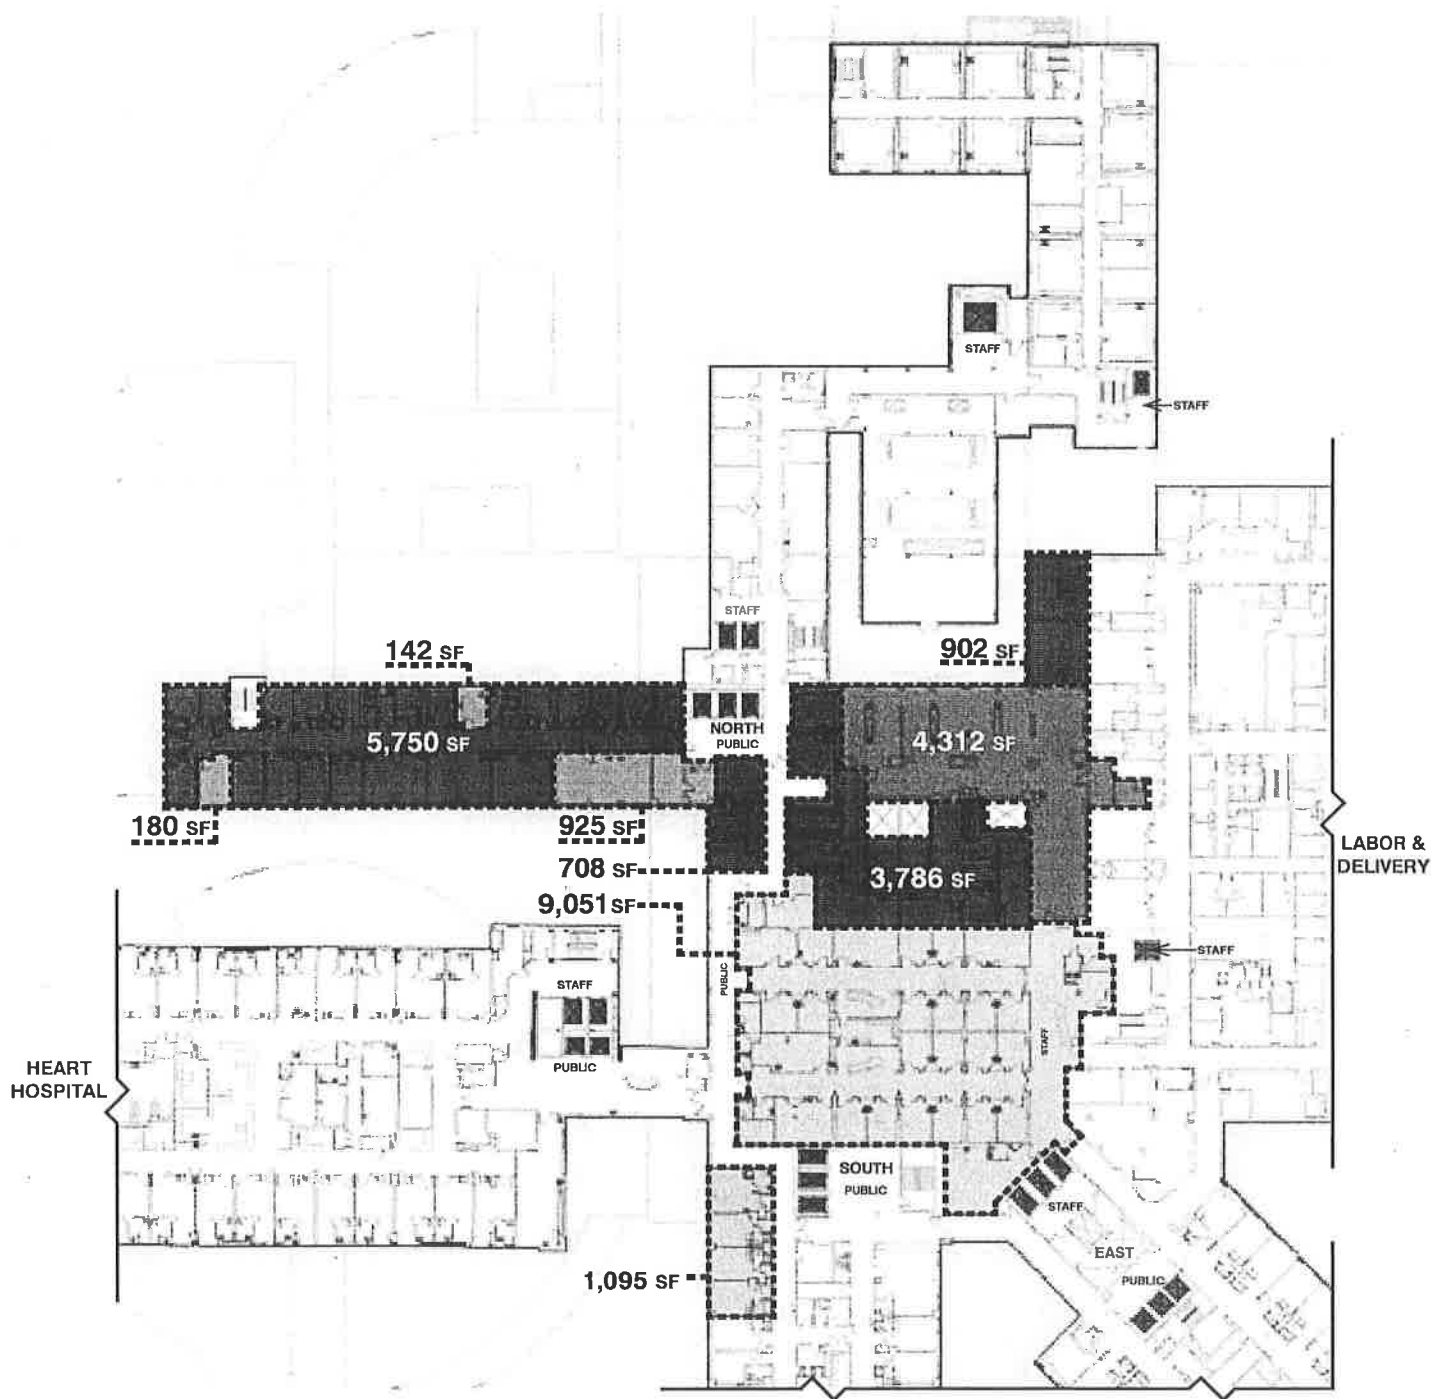 STAFF
STAFF
STAFF
142 SF
902 SF
5,750 SF
NORTH
PUBLIC
4,312 SF
180 SF
925 SF
708 SF
3,786 SF
9,051 SF
LABOR &
DELIVERY
STAFF
PUBLIC
STAFF
STAFF
PUBLIC
HEART
HOSPITAL
SOUTH
PUBLIC
STAFF
EAST
PUBLIC
1,095 SF